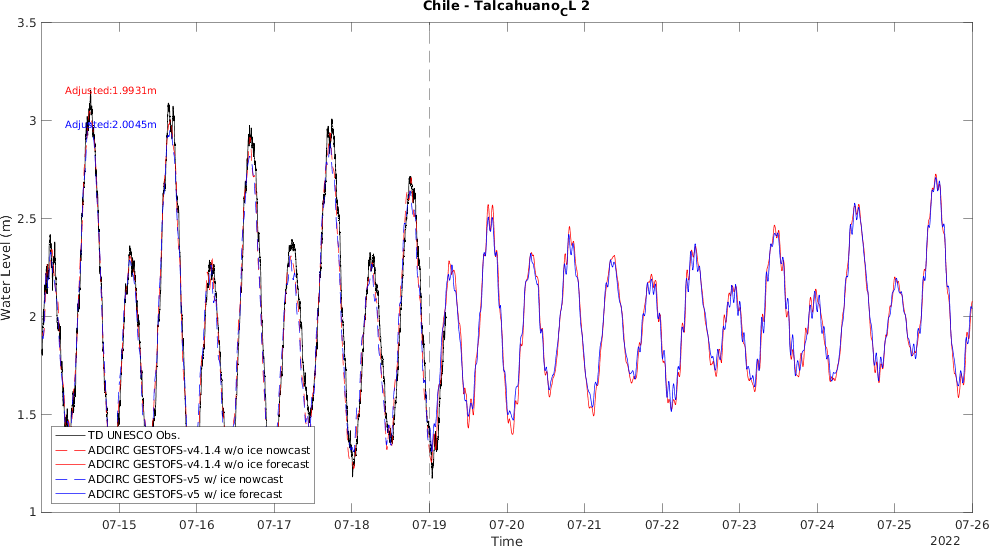 Chile - TalcahuanoCL 2
3.5
3
2.5
2
1.5
1
Water Level (m)
Adjusted:1.9931m
Adjusted:2.0045m
TD UNESCO Obs.
ADCIRC GESTOFS-v4.1.4 w/o ice nowcast
ADCIRC GESTOFS-v4.1.4 w/o ice forecast
ADCIRC GESTOFS-v5 w/ ice nowcast
ADCIRC GESTOFS-v5 w/ ice forecast
07-15 07-16 07-17 07-18 07-19 07-20 07-21 07-22 07-23 07-24 07-25 07-26
Time
2022